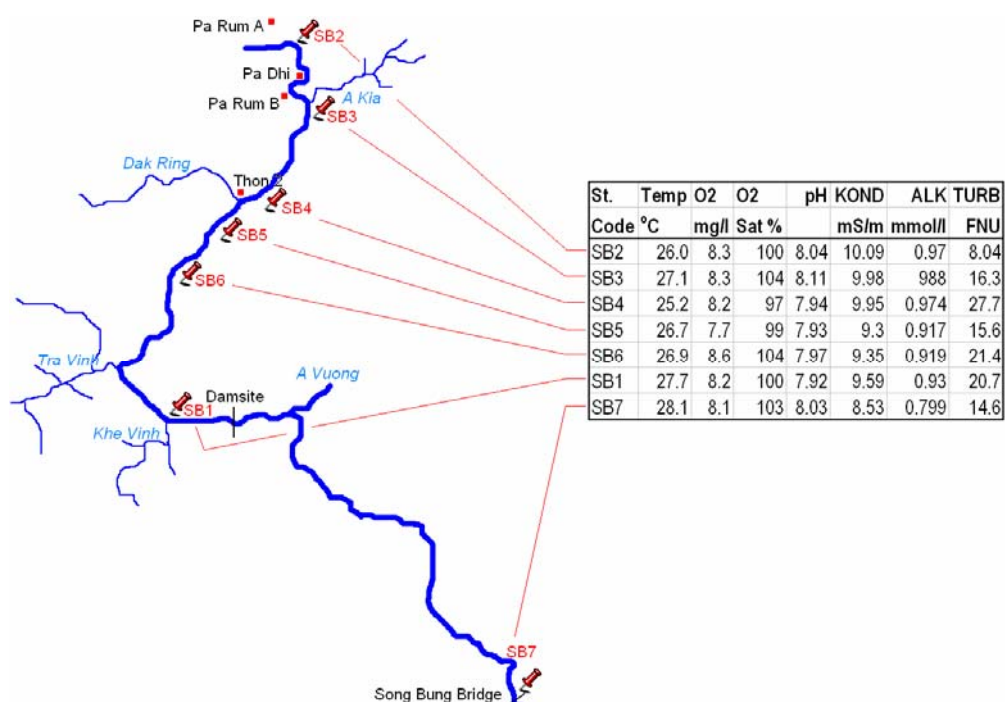 Pa Rum A
SB2
Pa Dhi
Pa Rum B
A Kia
SB3
Dak Ring
Thon 2
SB4
SB5
SB6
Tra Vinh
A Vuong
Damsite
SB1
Khe Vinh
SB7
Song Bung Bridge
St. Temp O2 O2 pH KOND ALK TURB
Code °C mg/l Sat % mS/m mmol/l FNU
SB2 26.0 8.3 100 8.04 10.09 0.97 8.04
SB3 27.1 8.3 104 8.11 9.98 988 16.3
SB4 25.2 8.2 97 7.94 9.95 0.974 27.7
SB5 26.7 7.7 99 7.93 9.3 0.917 15.6
SB6 26.9 8.6 104 7.97 9.35 0.919 21.4
SB1 27.7 8.2 100 7.92 9.59 0.93 20.7
SB7 28.1 8.1 103 8.03 8.53 0.799 14.6